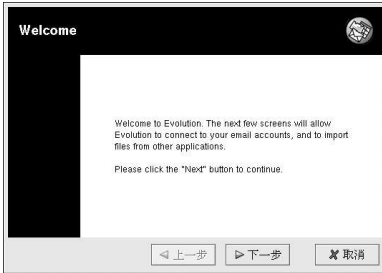 Welcome
Welcome to Evolution. The next few screens will allow
Evolution to connect to your email accounts, and to import
files from other applications.
Please click the "Next" button to continue.
上一步
下一步
取消